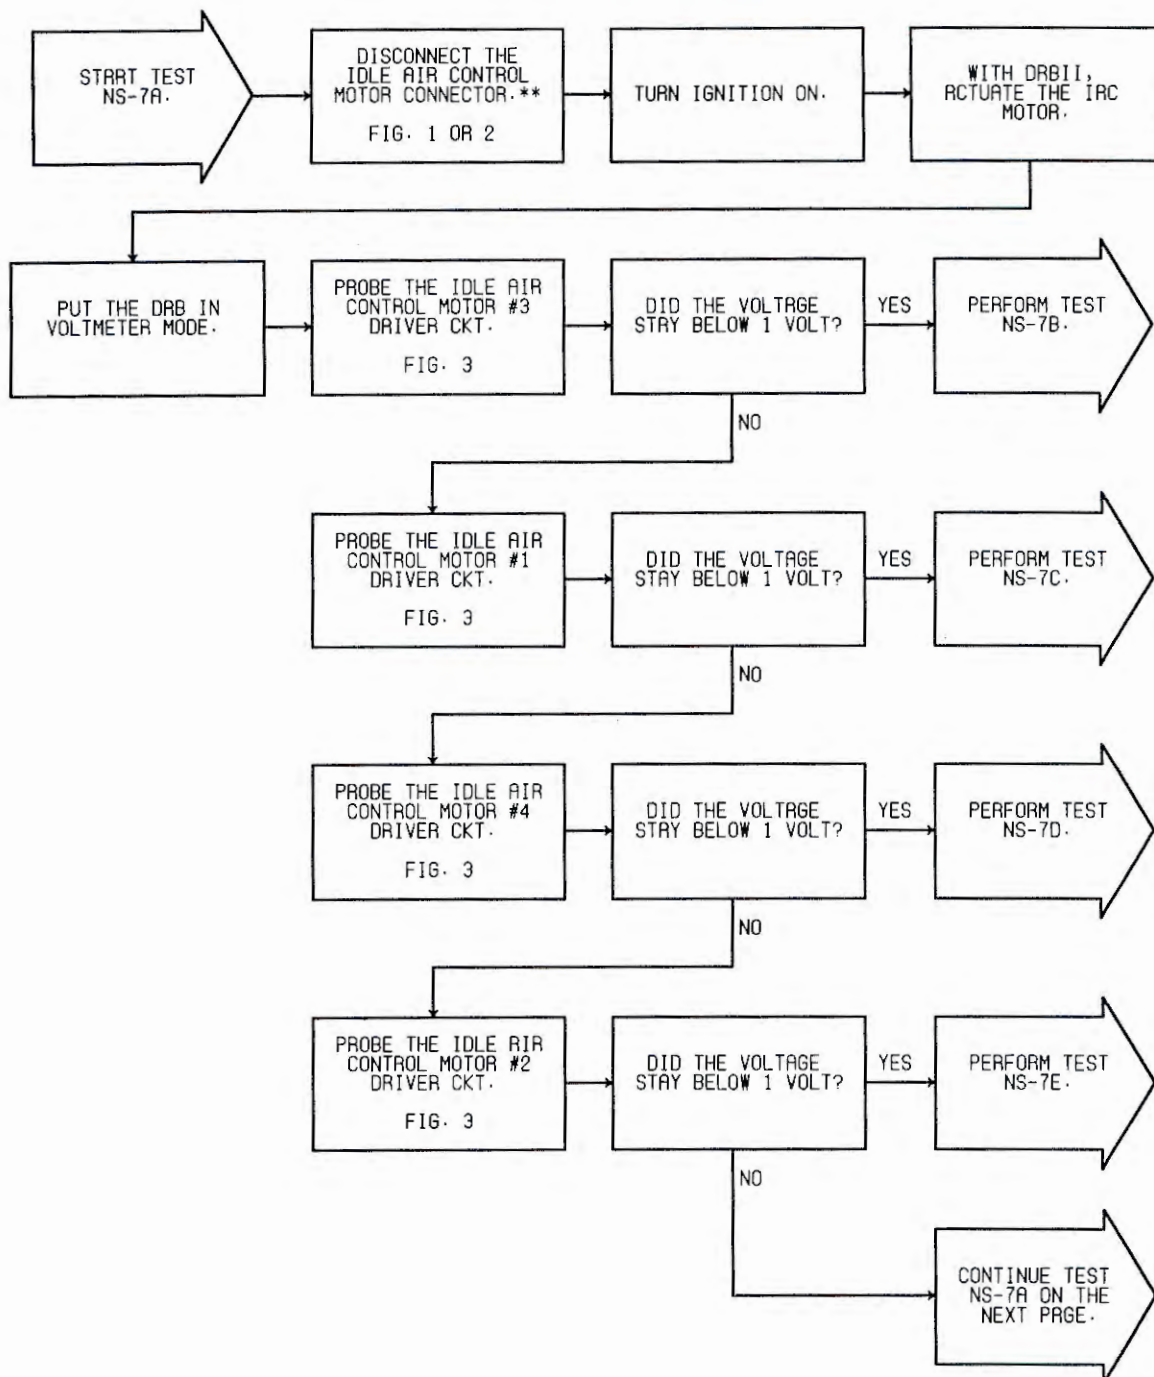 START TEST
NS-7A.
DISCONNECT THE
IDLE AIR CONTROL
MOTOR CONNECTOR.**
FIG. 1 OR 2
TURN IGNITION ON.
WITH DRBII,
ACTUATE THE IAC
MOTOR.
PUT THE DRB IN
VOLTMETER MODE.
PROBE THE IDLE AIR
CONTROL MOTOR #3
DRIVER CKT.
FIG. 3
DID THE VOLTAGE
STAY BELOW 1 VOLT?
YES
PERFORM TEST
NS-7B.
NO
PROBE THE IDLE AIR
CONTROL MOTOR #1
DRIVER CKT.
FIG. 3
DID THE VOLTAGE
STAY BELOW 1 VOLT?
YES
PERFORM TEST
NS-7C.
NO
PROBE THE IDLE AIR
CONTROL MOTOR #4
DRIVER CKT.
FIG. 3
DID THE VOLTAGE
STAY BELOW 1 VOLT?
YES
PERFORM TEST
NS-7D.
NO
PROBE THE IDLE AIR
CONTROL MOTOR #2
DRIVER CKT.
FIG. 3
DID THE VOLTAGE
STAY BELOW 1 VOLT?
YES
PERFORM TEST
NS-7E.
NO
CONTINUE TEST
NS-7A ON THE
NEXT PAGE.